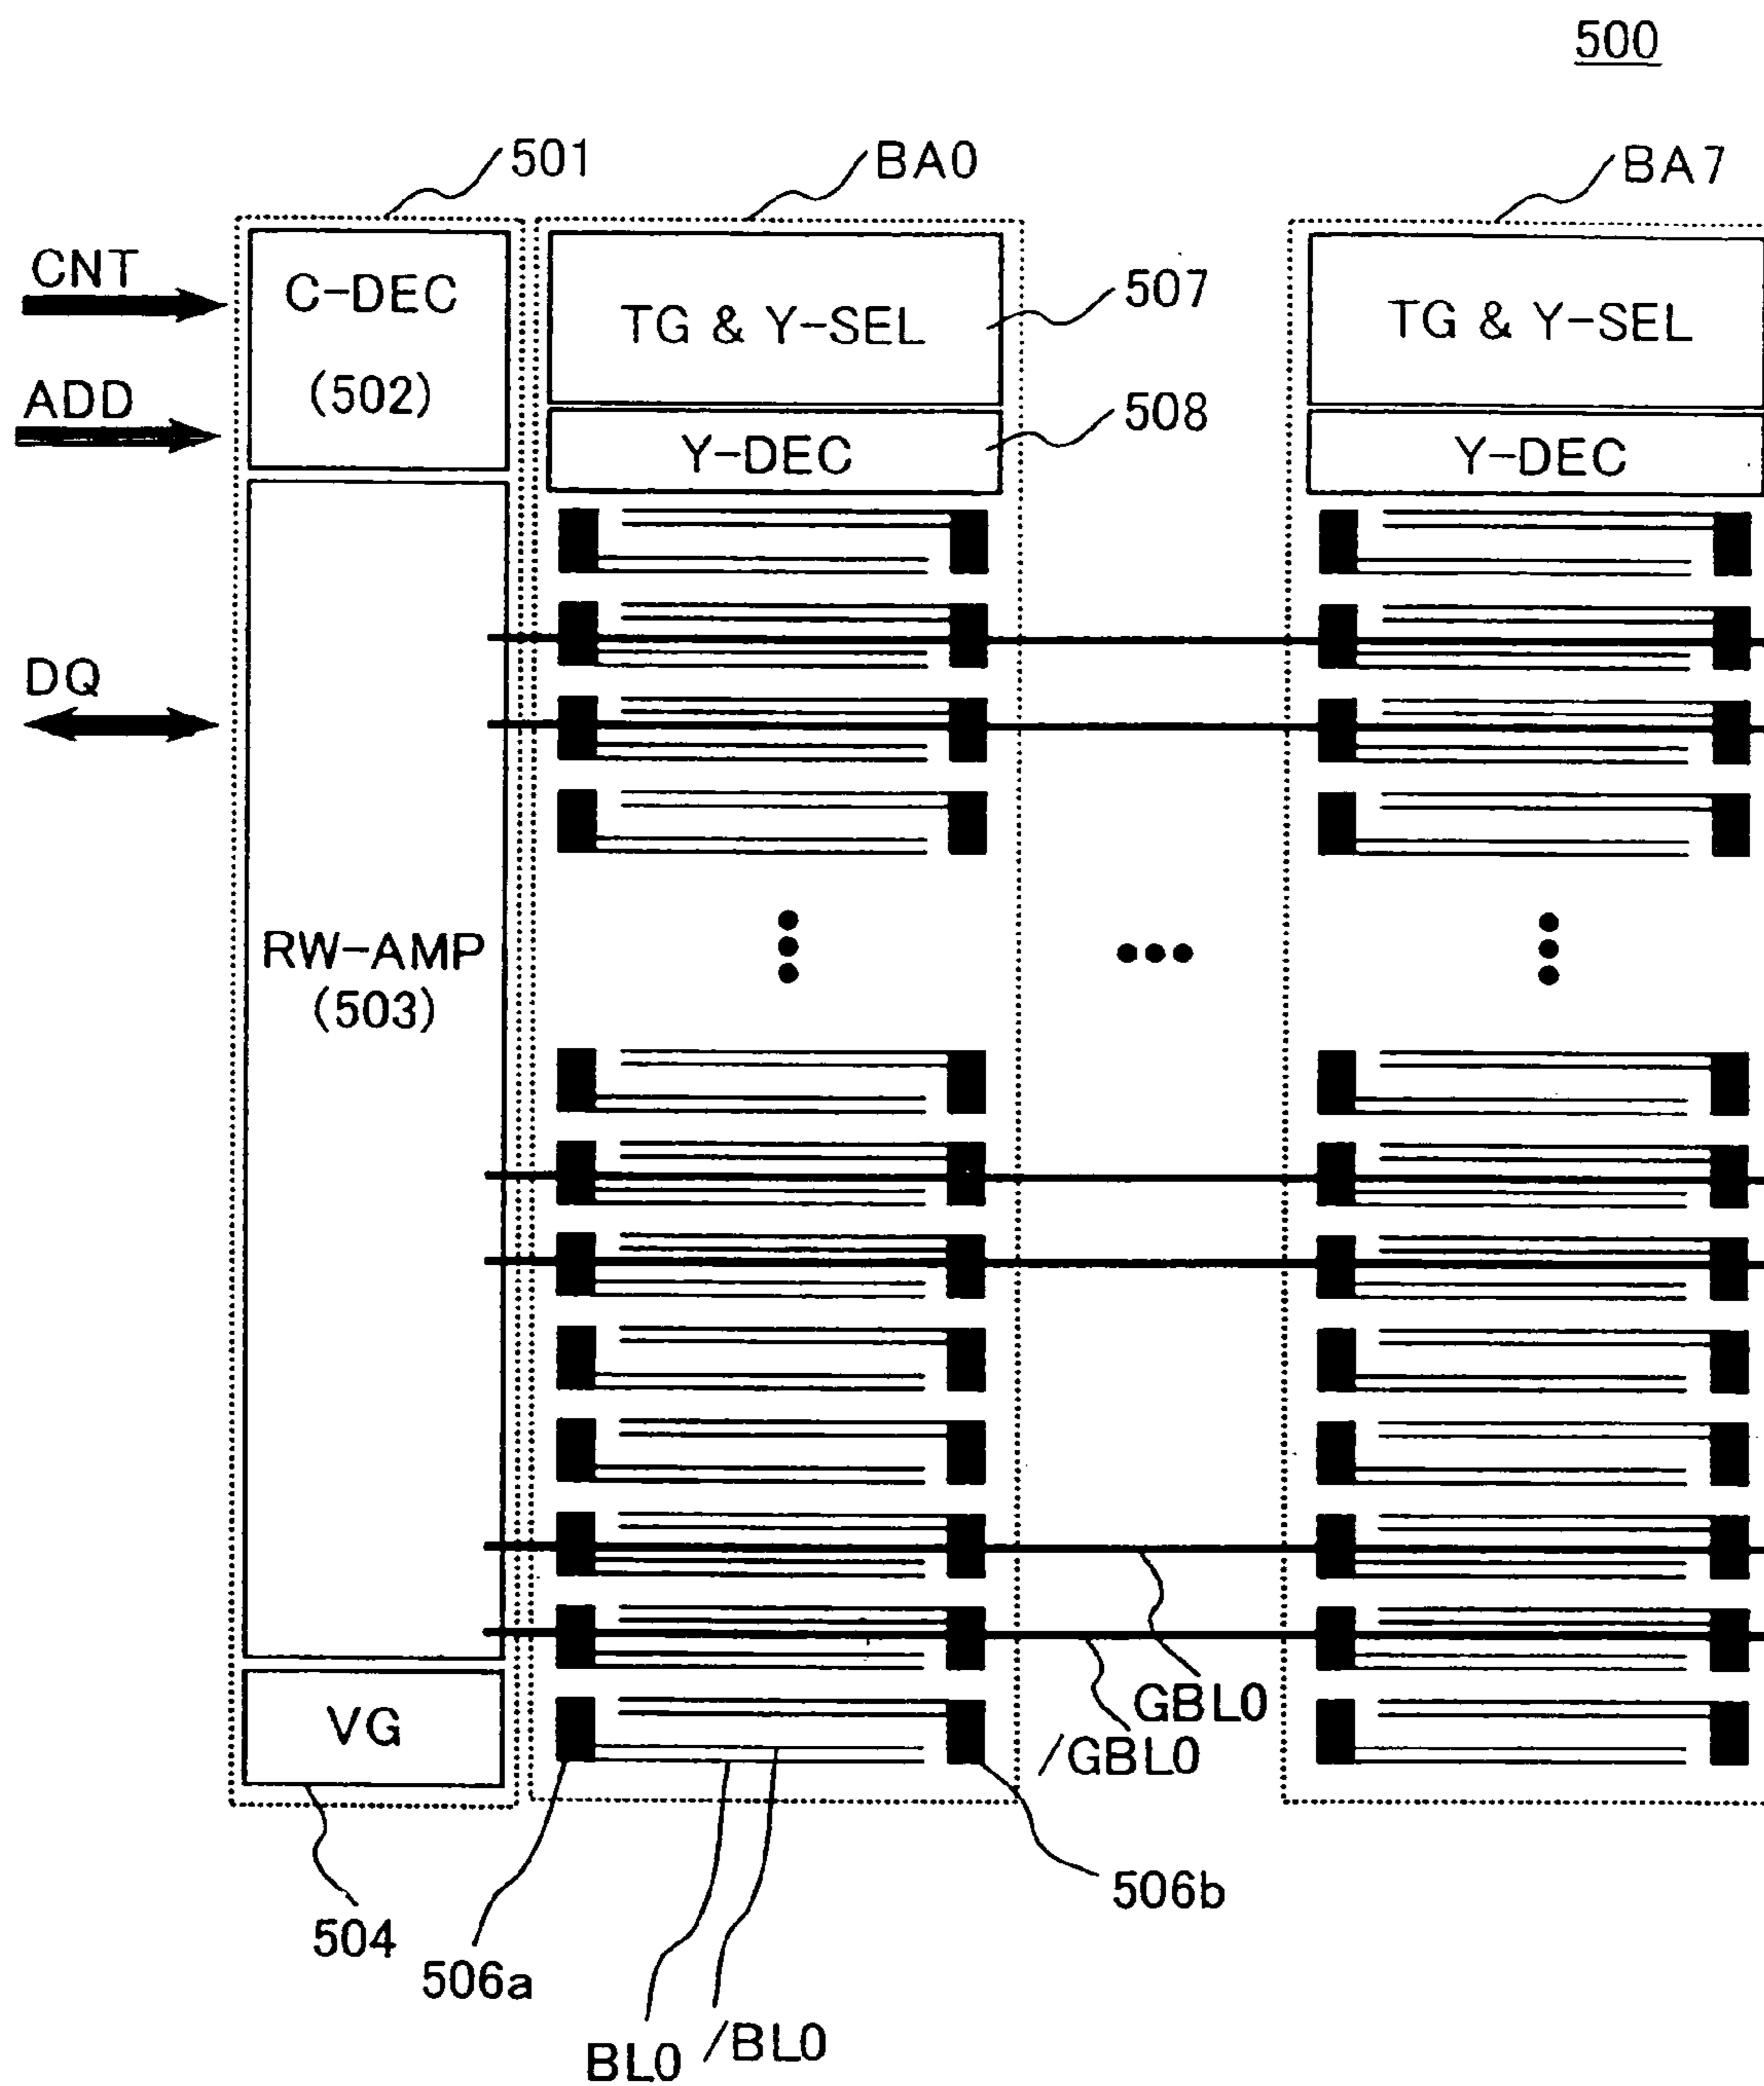 500
501
BA0
BA7
CNT
C-DEC
(502)
TG & Y-SEL
507
TG & Y-SEL
ADD
Y-DEC
508
Y-DEC
DQ
RW-AMP
(503)
VG
GBL0
/GBL0
504
506a
506b
BL0
/BL0